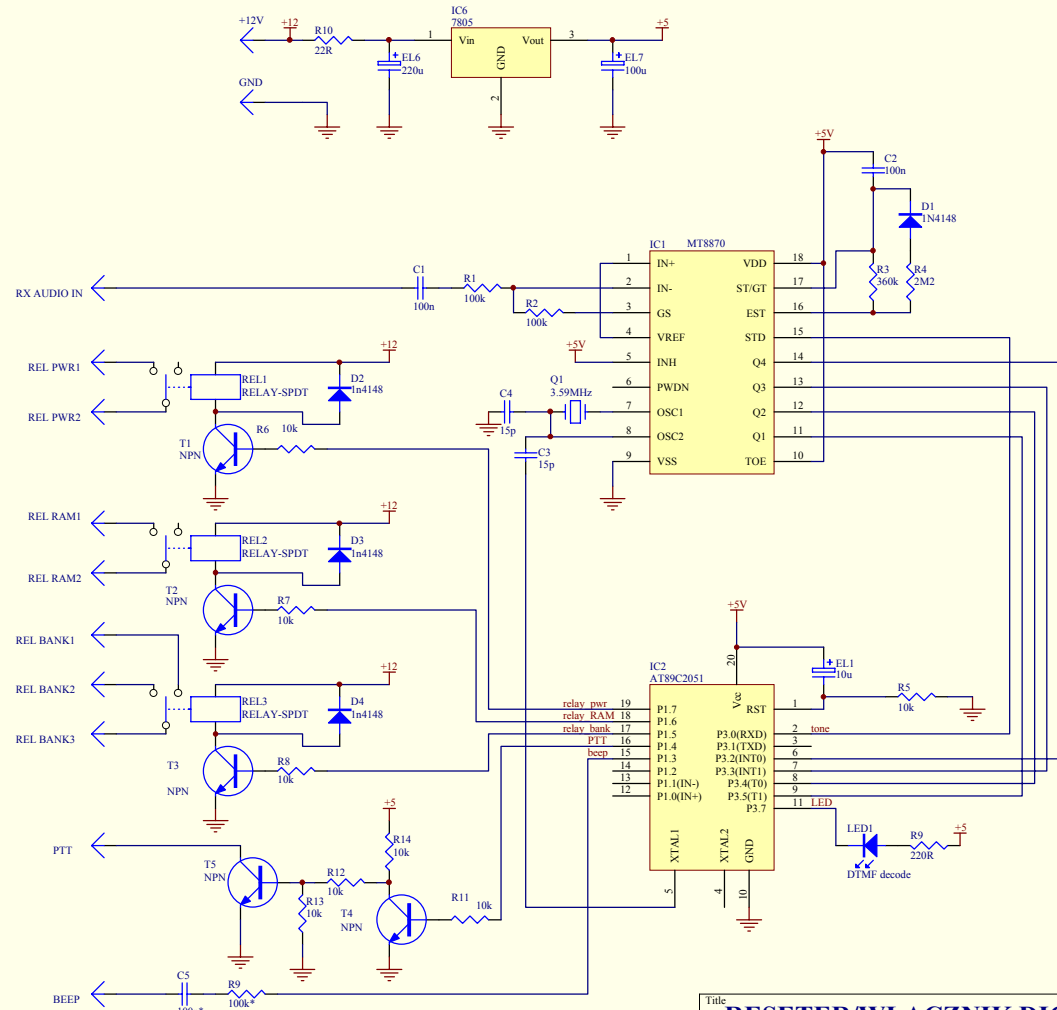 +12V
+12
R10
22R
EL6
220u
IC6
7805
1
Vin
Vout
3
GND
2
+5
EL7
100u
GND
+5V
C2
100n
D1
1N4148
R3
360k
R4
2M2
IC1
MT8870
1 IN+
2 IN-
3 GS
4 VREF
5 INH
6 PWDN
7 OSC1
8 OSC2
9 VSS
VDD 18
ST/GT 17
EST 16
STD 15
Q4 14
Q3 13
Q2 12
Q1 11
TOE 10
RX AUDIO IN
C1
100n
R1
100k
R2
100k
+5V
Q1
3.59MHz
C4
15p
C3
15p
REL PWR1
REL PWR2
REL1
RELAY-SPDT
+12
D2
1n4148
T1
NPN
R6
10k
REL RAM1
REL RAM2
REL2
RELAY-SPDT
+12
D3
1n4148
T2
NPN
R7
10k
REL BANK1
REL BANK2
REL BANK3
REL3
RELAY-SPDT
+12
D4
1n4148
T3
NPN
R8
10k
+5V
EL1
10u
R5
10k
IC2
AT89C2051
20
Vcc
relay_pwr 19 P1.7
relay_RAM 18 P1.6
relay_bank 17 P1.5
PTT 16 P1.4
beep 15 P1.3
14 P1.2
13 P1.1(IN-)
12 P1.0(IN+)
RST 1
P3.0(RXD) 2 tone
P3.1(TXD) 3
P3.2(INT0) 6
P3.3(INT1) 7
P3.4(T0) 8
P3.5(T1) 9
P3.7 11 LED
XTAL1
XTAL2
GND
5
4
10
LED1
DTMF decode
R9
220R
+5
PTT
T5
NPN
R12
10k
R13
10k
+5
R14
10k
T4
NPN
R11
10k
BEEP
C5
R9
100k*
Title